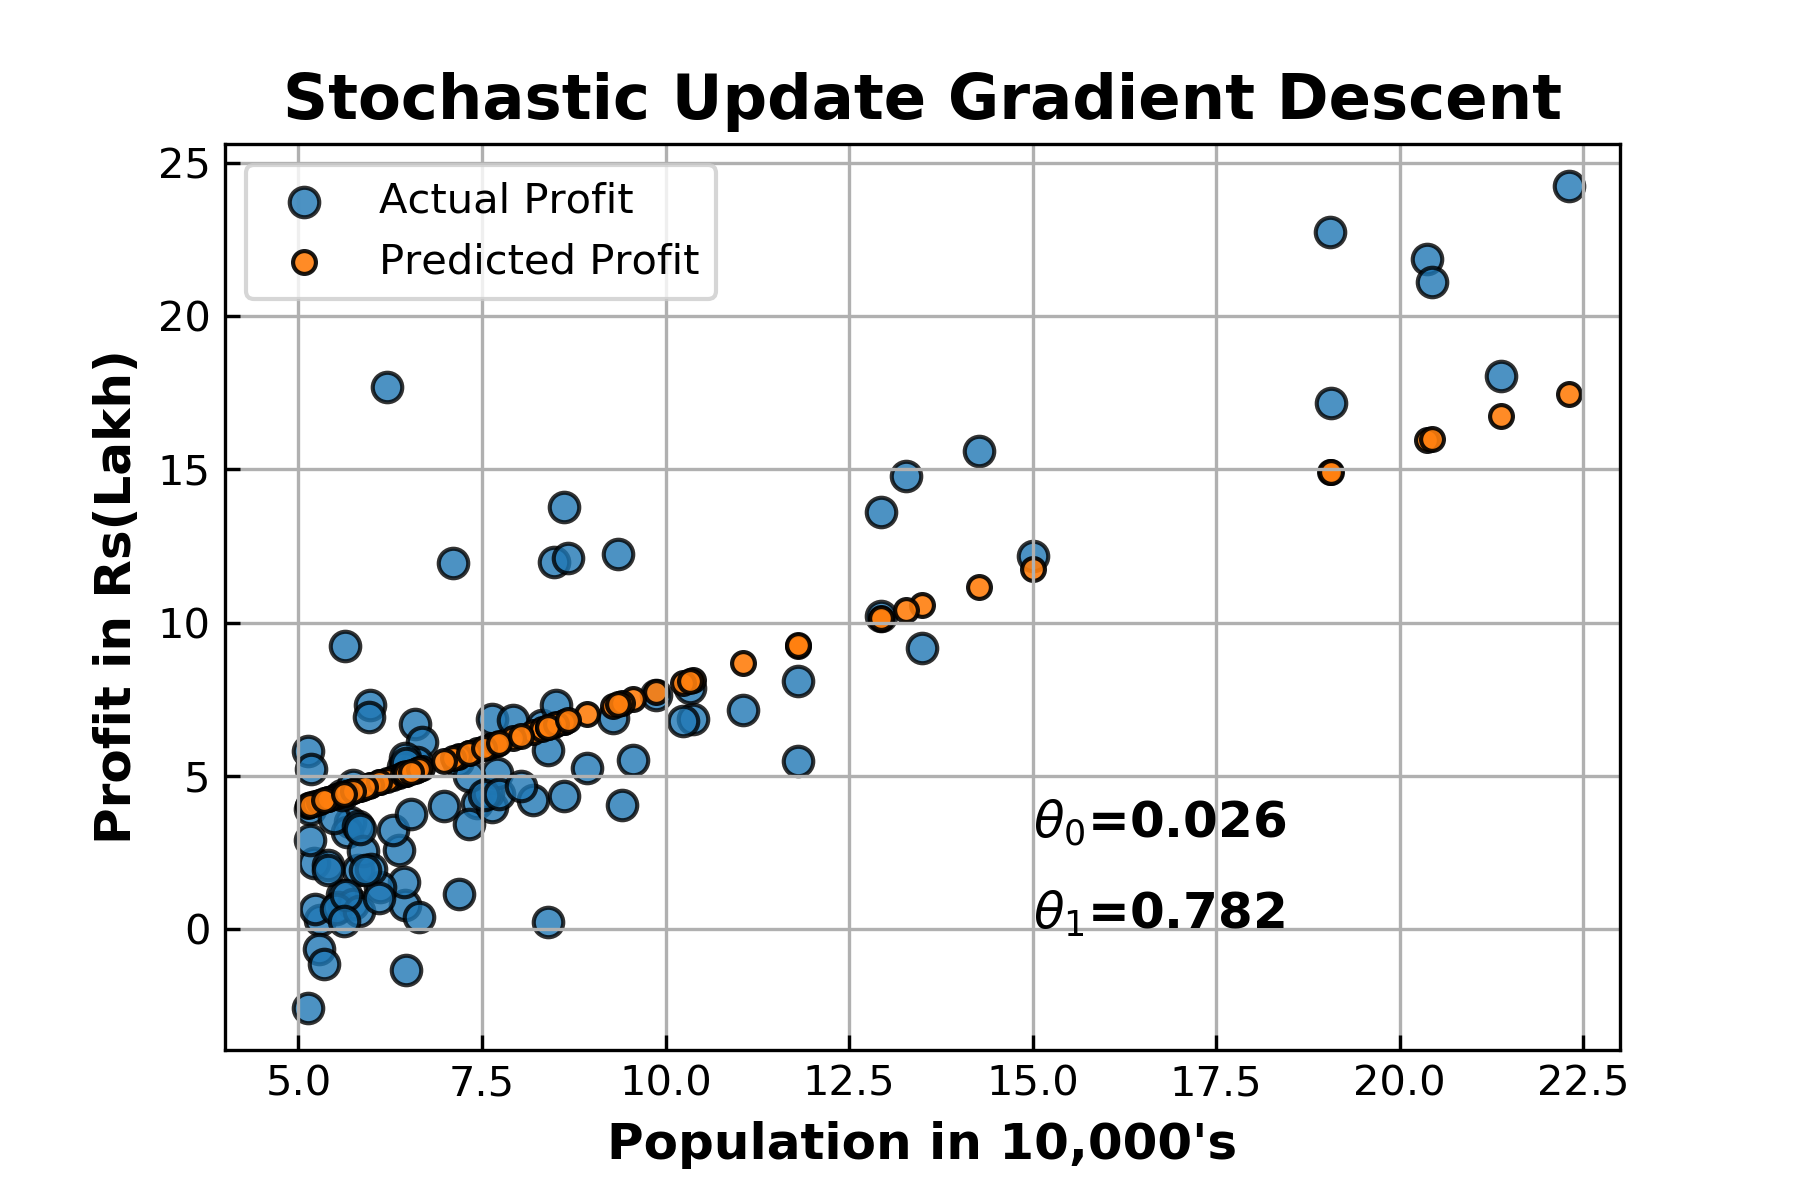 Stochastic Update Gradient Descent
Actual Profit
Predicted Profit
Profit in Rs(Lakh)
25
20
15
10
5
0
θ₀=0.026
θ₁=0.782
5.0 7.5 10.0 12.5 15.0 17.5 20.0 22.5
Population in 10,000's